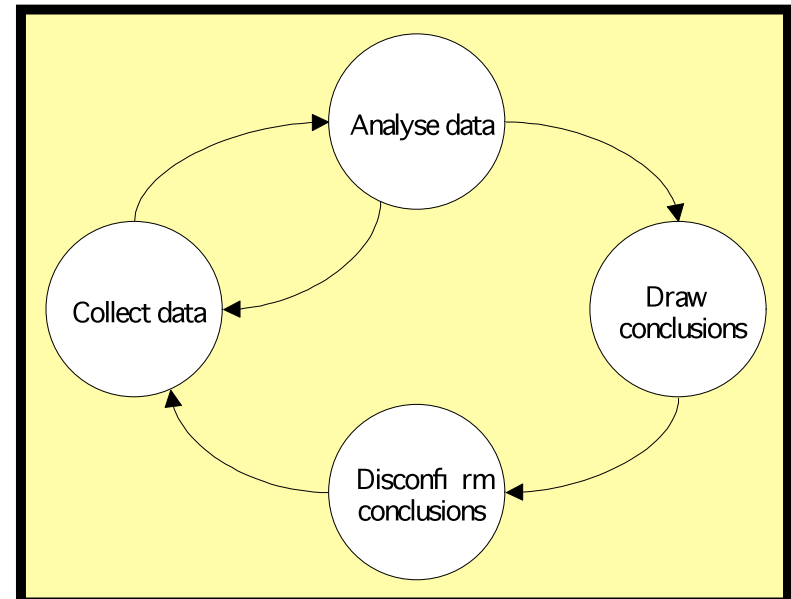 Analyse data
Collect data
Draw
conclusions
Disconfi rm
conclusions